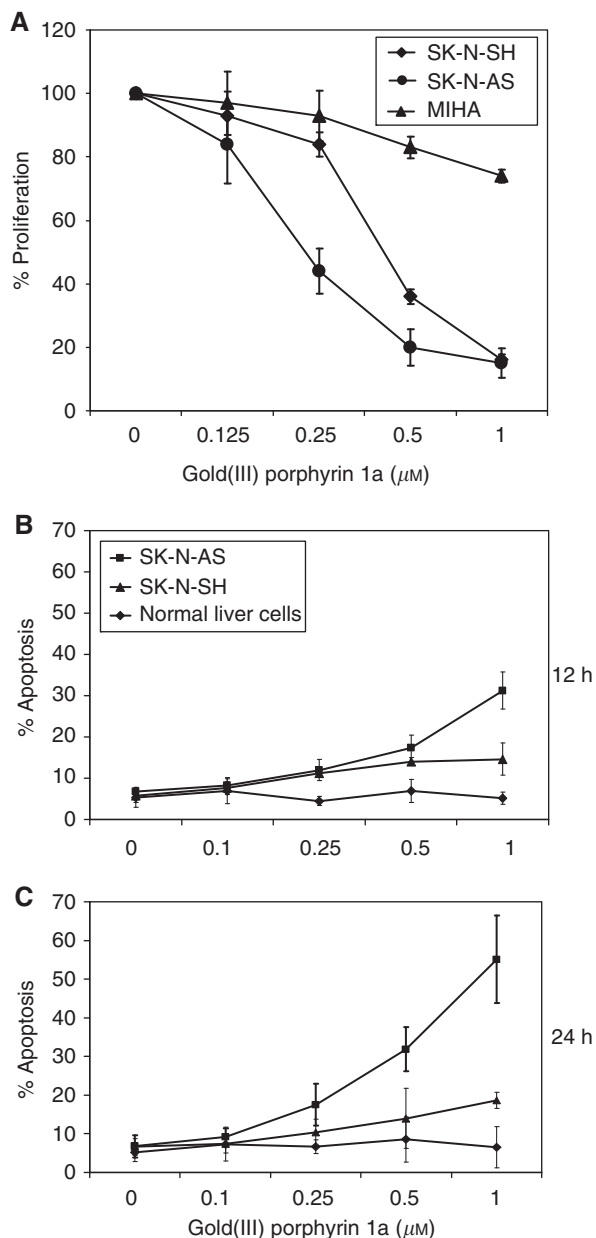 A
120
100
80
60
40
20
0
% Proliferation
SK-N-SH
SK-N-AS
MIHA
0 0.125 0.25 0.5 1
Gold(III) porphyrin 1a (μM)
B
70
60
50
40
30
20
10
0
% Apoptosis
SK-N-AS
SK-N-SH
Normal liver cells
12 h
0 0.1 0.25 0.5 1
C
70
60
50
40
30
20
10
0
% Apoptosis
24 h
0 0.1 0.25 0.5 1
Gold(III) porphyrin 1a (μM)